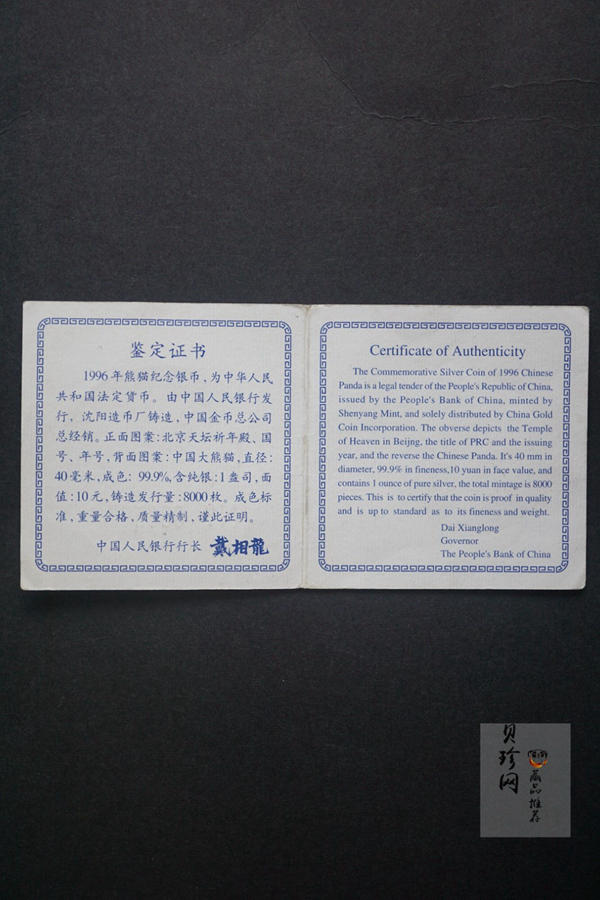 鉴定证书
1996年熊猫纪念银币，为中华人民
共和国法定货币。由中国人民银行发
行，沈阳造币厂铸造，中国金币总公司
总经销。正面图案：北京天坛祈年殿、国
号、年号，背面图案：中国大熊猫，直径：
40毫米，成色：99.9%，含纯银：1盎司，面
值：10元，铸造发行量：8000枚。成色标
准，重量合格，质量精制，谨此证明。
中国人民银行行长 戴相龍
Certificate of Authenticity
The Commemorative Silver Coin of 1996 Chinese
Panda is a legal tender of the People's Republic of China,
issued by the People's Bank of China, minted by
Shenyang Mint, and solely distributed by China Gold
Coin Incorporation. The obverse depicts the Temple
of Heaven in Beijng, the title of PRC and the issuing
year, and the reverse the Chinese Panda. It's 40 mm in
diameter, 99.9% in fineness,10 yuan in face value, and
contains 1 ounce of pure silver, the total mintage is 8000
pieces. This is to certify that the coin is proof in quality
and is up to standard as to its fineness and weight.
Dai Xianglong
Governor
The People's Bank of China
贝珍网
藏品推荐